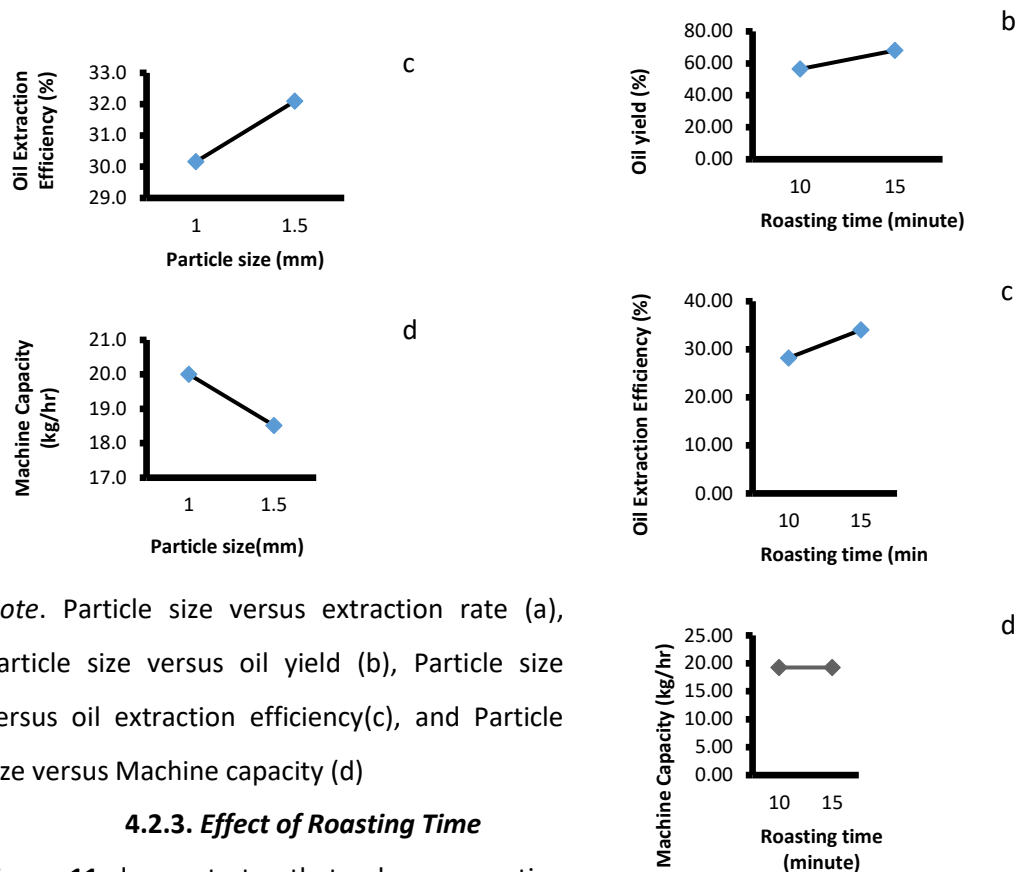 c
Oil Extraction
Efficiency (%)
33.0
32.0
31.0
30.0
29.0
1 1.5
Particle size (mm)
d
Machine Capacity
(kg/hr)
21.0
20.0
19.0
18.0
17.0
1 1.5
Particle size(mm)
ote. Particle size versus extraction rate (a),
article size versus oil yield (b), Particle size
ersus oil extraction efficiency(c), and Particle
ze versus Machine capacity (d)
4.2.3. Effect of Roasting Time
b
Oil yield (%)
80.00
60.00
40.00
20.00
0.00
10 15
Roasting time (minute)
c
Oil Extraction Efficiency (%)
40.00
30.00
20.00
10.00
0.00
10 15
Roasting time (min
d
Machine Capacity (kg/hr)
25.00
20.00
15.00
10.00
5.00
0.00
10 15
Roasting time
(minute)